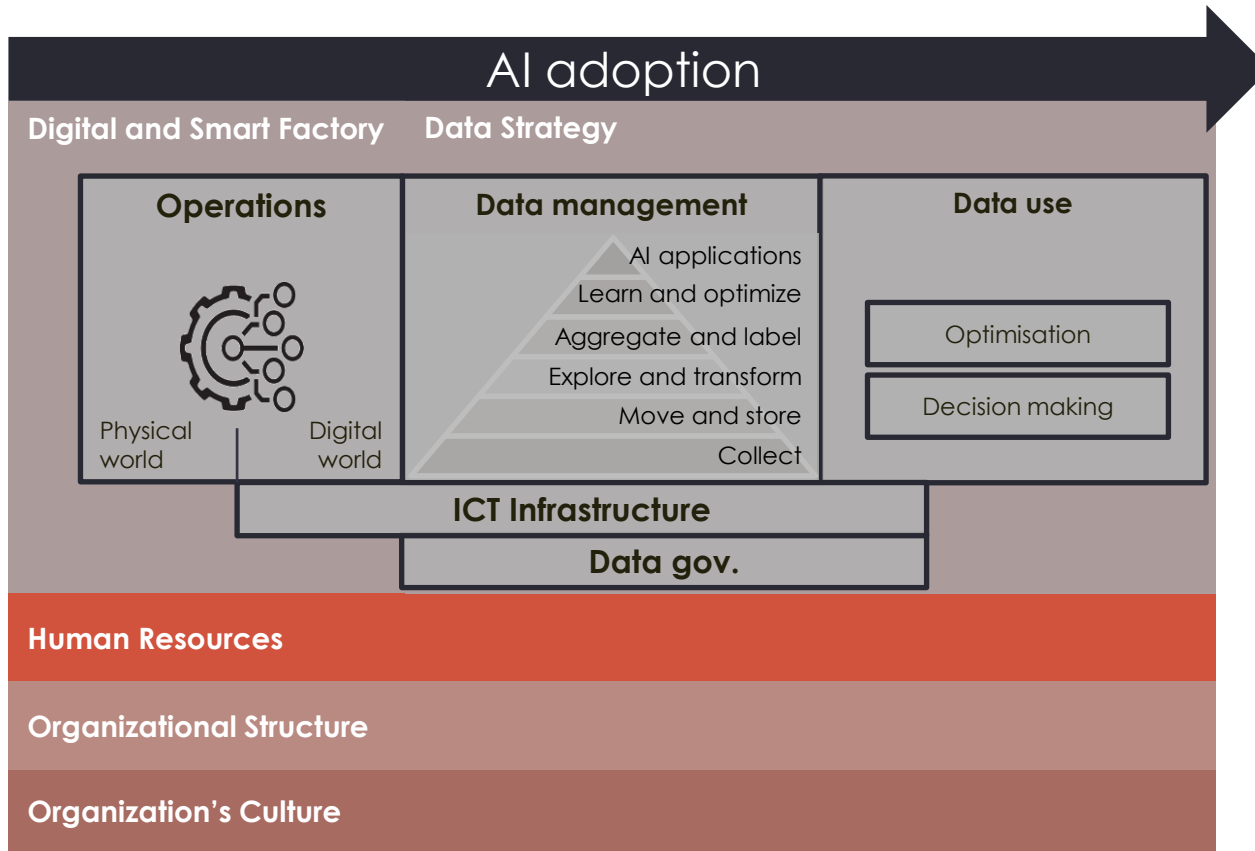 AI adoption
Digital and Smart Factory
Data Strategy
Operations
Physical
world
Digital
world
Data management
AI applications
Learn and optimize
Aggregate and label
Explore and transform
Move and store
Collect
Data use
Optimisation
Decision making
ICT Infrastructure
Data gov.
Human Resources
Organizational Structure
Organization’s Culture